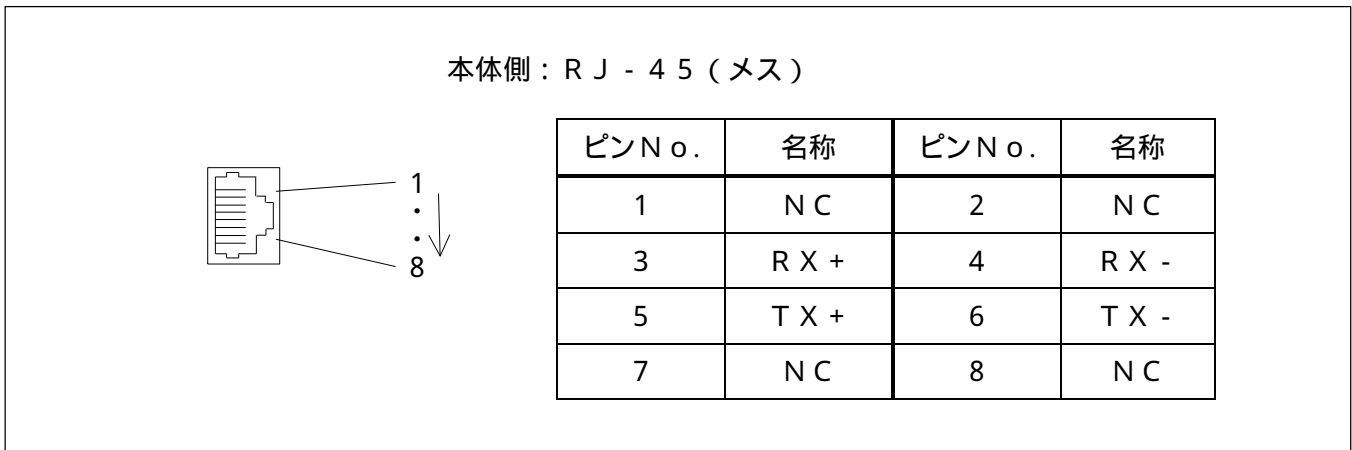 本体側：ＲＪ－４５（メス）
ピンＮｏ． 名称 ピンＮｏ． 名称
1 ＮＣ 2 ＮＣ
3 ＲＸ＋ 4 ＲＸ－
5 ＴＸ＋ 6 ＴＸ－
7 ＮＣ 8 ＮＣ
1
・
・
8